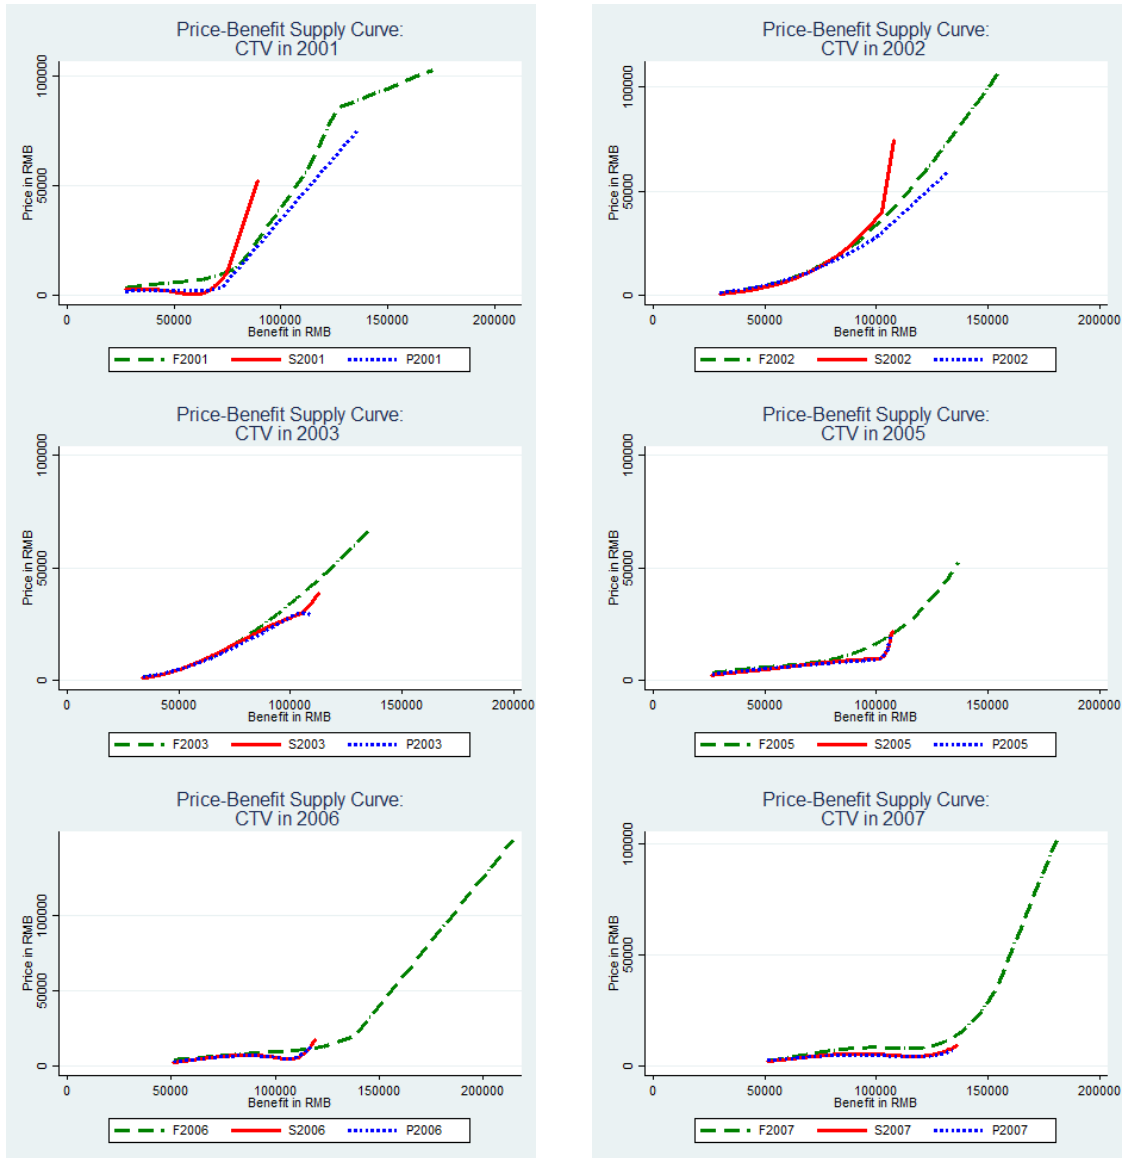 Price-Benefit Supply Curve:
CTV in 2001
Price in RMB
100000
50000
0
0 50000 100000 150000 200000
Benefit in RMB
F2001 S2001 P2001
Price-Benefit Supply Curve:
CTV in 2002
Price in RMB
100000
50000
0
0 50000 100000 150000 200000
Benefit in RMB
F2002 S2002 P2002
Price-Benefit Supply Curve:
CTV in 2003
Price in RMB
100000
50000
0
0 50000 100000 150000 200000
Benefit in RMB
F2003 S2003 P2003
Price-Benefit Supply Curve:
CTV in 2005
Price in RMB
100000
50000
0
0 50000 100000 150000 200000
Benefit in RMB
F2005 S2005 P2005
Price-Benefit Supply Curve:
CTV in 2006
Price in RMB
100000
50000
0
0 50000 100000 150000 200000
Benefit in RMB
F2006 S2006 P2006
Price-Benefit Supply Curve:
CTV in 2007
Price in RMB
100000
50000
0
0 50000 100000 150000 200000
Benefit in RMB
F2007 S2007 P2007